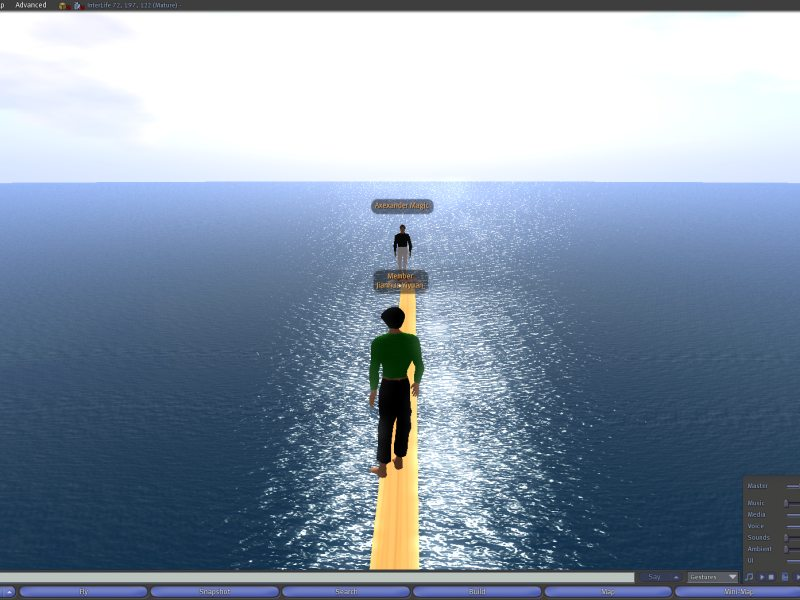 p Advanced InterLife 72, 197, 122 (Mature) -
Axexander Magic
Member
Master
Music
Media
Voice
Sounds
Ambient
UI
Say Gestures
Fly Snapshot Search Build Map Mini-Map